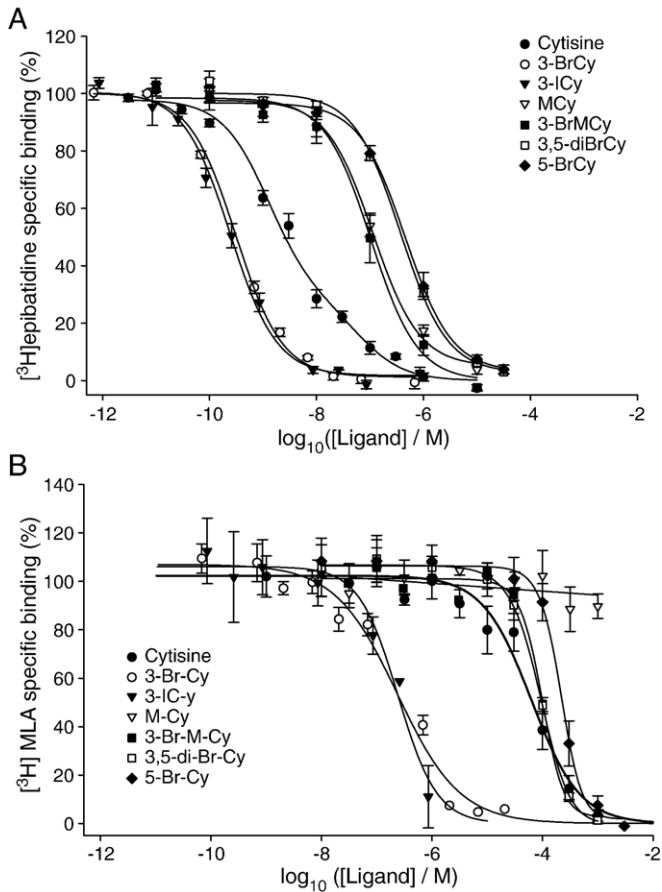 A
120
100
80
60
40
20
0
[³H]epibatidine specific binding (%)
Cytisine
3-BrCy
3-ICy
MCy
3-BrMCy
3,5-diBrCy
5-BrCy
-12 -10 -8 -6 -4 -2
log₁₀([Ligand] / M)
B
140
120
100
80
60
40
20
0
[³H] MLA specific binding (%)
Cytisine
3-Br-Cy
3-IC-y
M-Cy
3-Br-M-Cy
3,5-di-Br-Cy
5-Br-Cy
-12 -10 -8 -6 -4 -2
log₁₀ ([Ligand] / M)